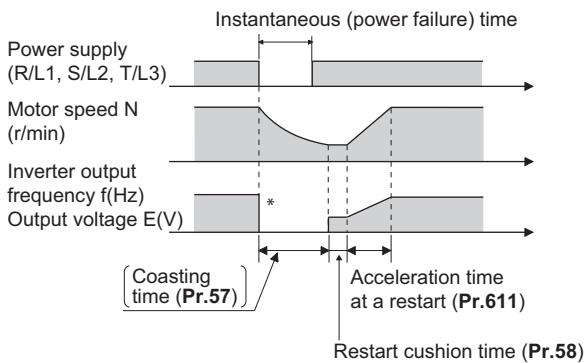 Instantaneous (power failure) time
Power supply
(R/L1, S/L2, T/L3)
Motor speed N
(r/min)
Inverter output
frequency f(Hz)
Output voltage E(V)
*
Coasting
time (Pr.57)
Acceleration time
at a restart (Pr.611)
Restart cushion time (Pr.58)